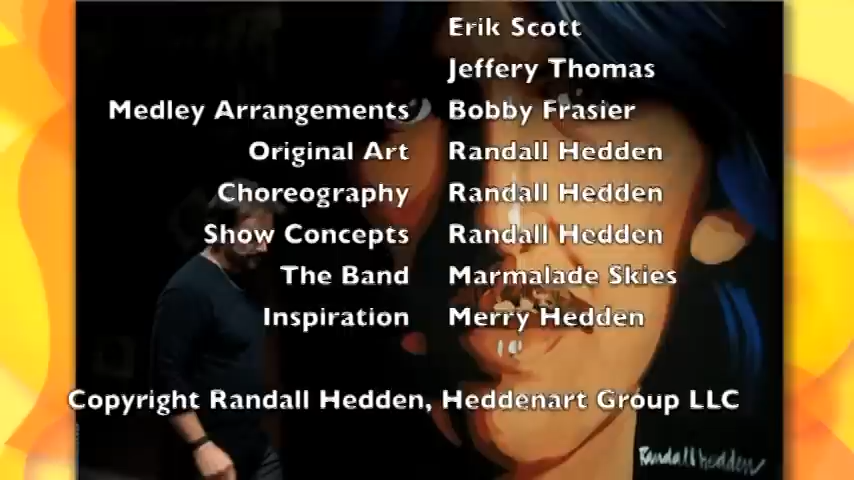 Erik Scott
Jeffery Thomas
Medley Arrangements Bobby Frasier
Original Art Randall Hedden
Choreography Randall Hedden
Show Concepts Randall Hedden
The Band Marmalade Skies
Inspiration Merry Hedden
Copyright Randall Hedden, Heddenart Group LLC
Randall hedden